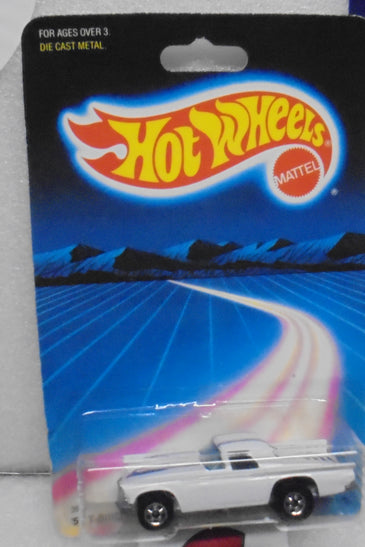 FOR AGES OVER 3.
DIE CAST METAL.
HOT WHEELS®
MATTEL
®